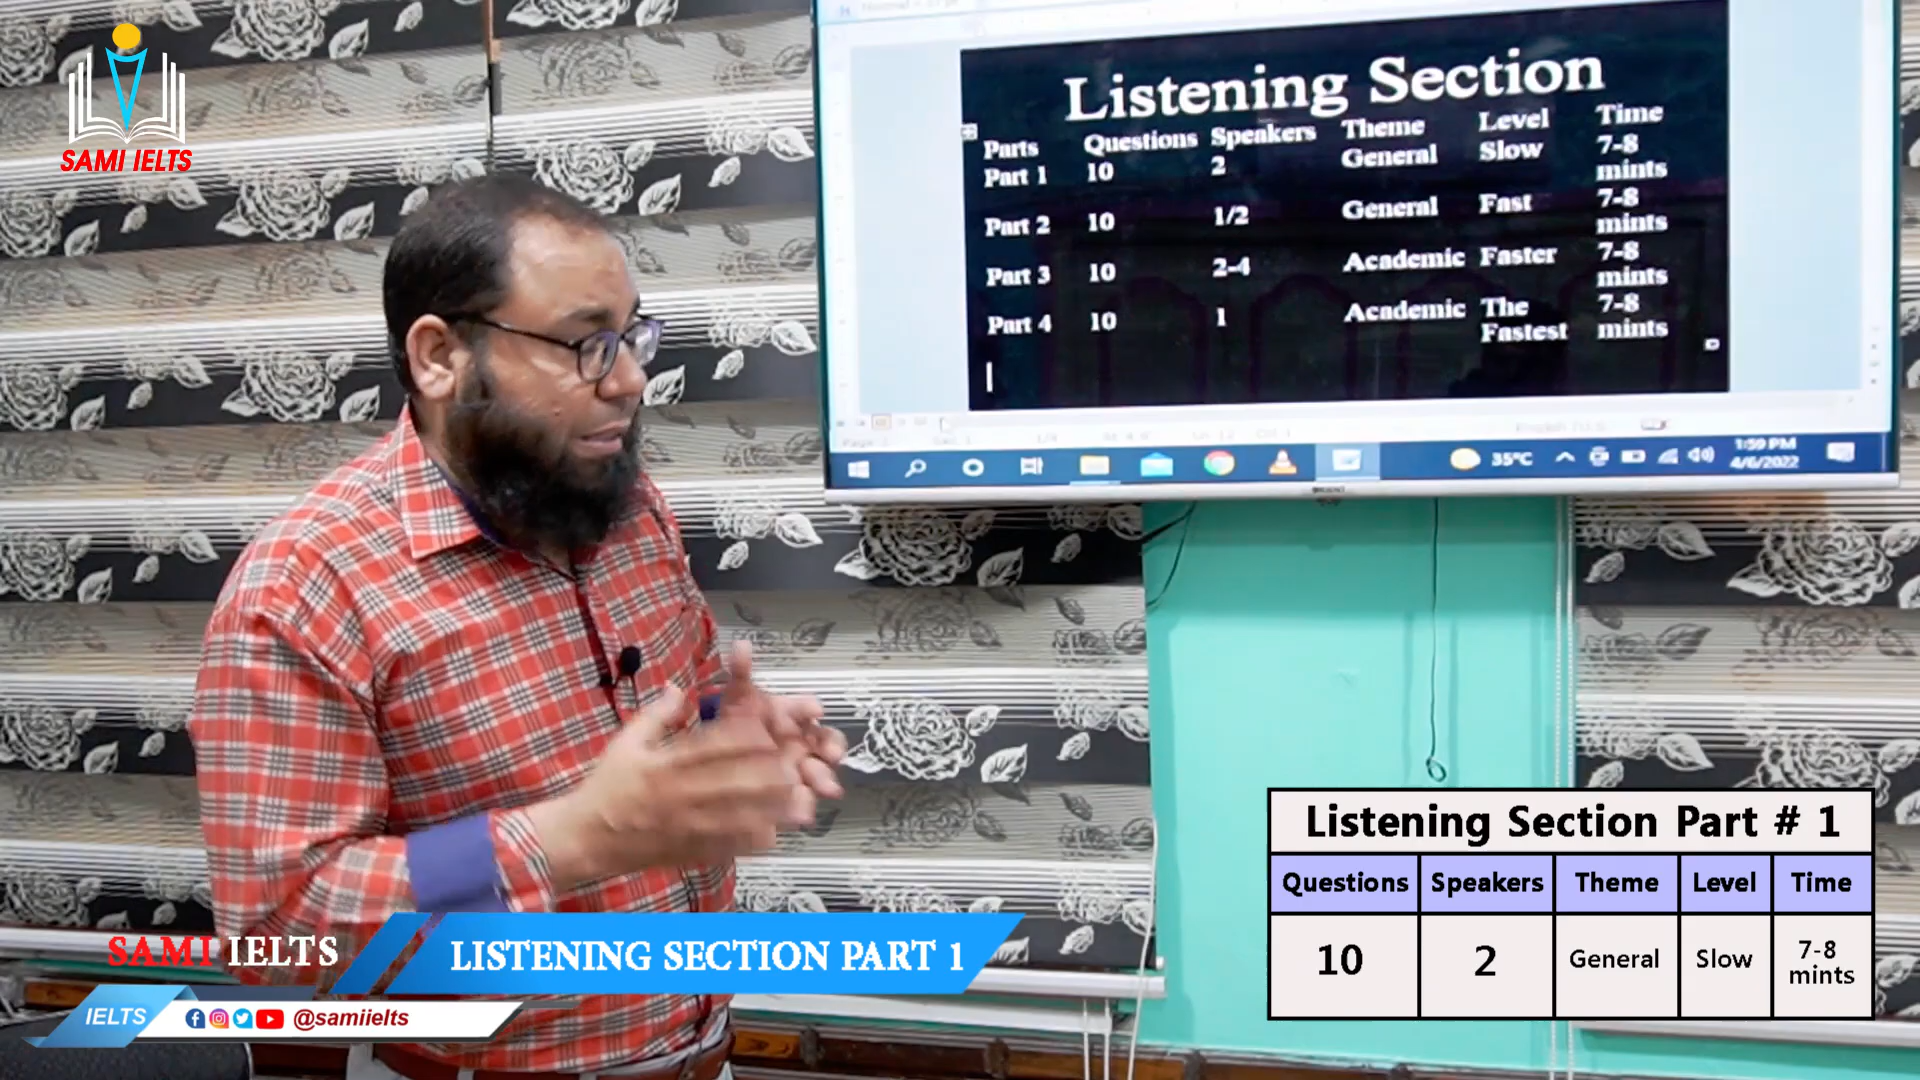 SAMI IELTS
Listening Section
Parts Questions Speakers Theme Level Time
Part 1 10 2 General Slow 7-8 mints
Part 2 10 1/2 General Fast 7-8 mints
Part 3 10 2-4 Academic Faster 7-8 mints
Part 4 10 1 Academic The Fastest 7-8 mints
35°C
1:59 PM
4/6/2022
Listening Section Part # 1
Questions Speakers Theme Level Time
10 2 General Slow 7-8 mints
SAMI IELTS
LISTENING SECTION PART 1
IELTS
@samiielts